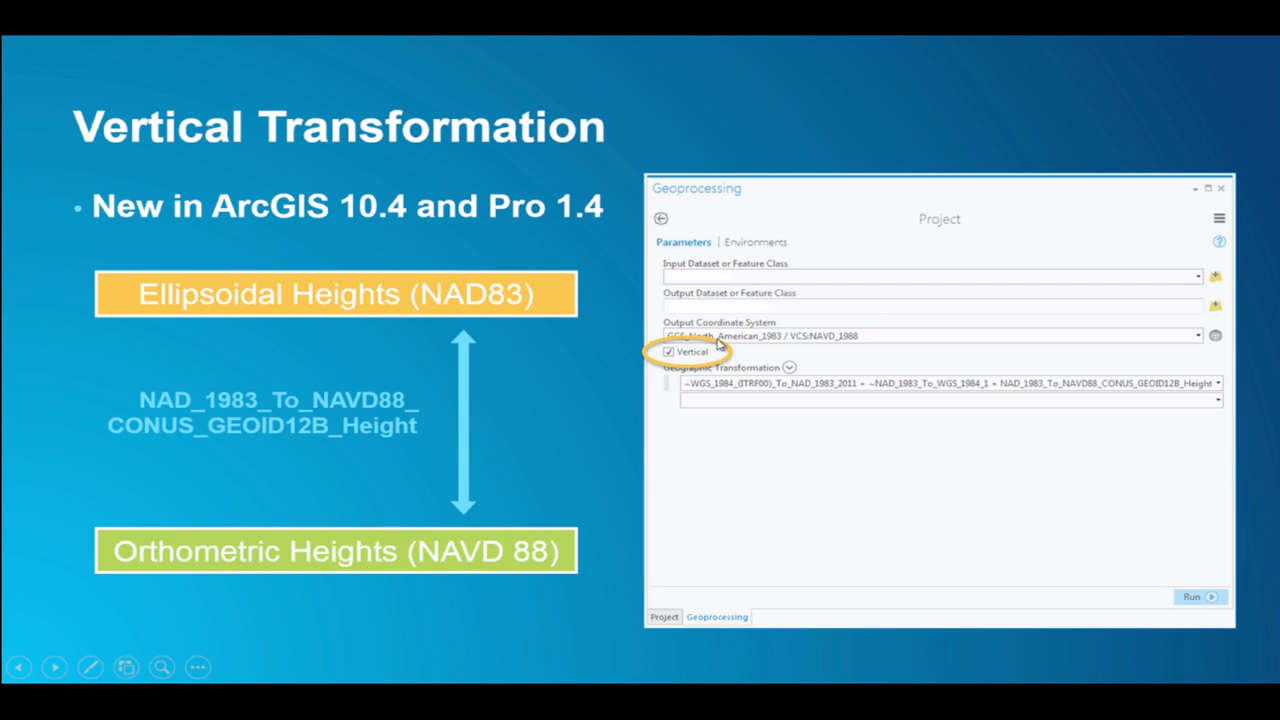 Vertical Transformation
• New in ArcGIS 10.4 and Pro 1.4
Ellipsoidal Heights (NAD83)
NAD_1983_To_NAVD88_
CONUS_GEOID12B_Height
Orthometric Heights (NAVD 88)
Geoprocessing
Project
Parameters | Environments
Input Dataset or Feature Class
Output Dataset or Feature Class
Output Coordinate System
GCS_North_American_1983 / VCS:NAVD_1988
Vertical
Geographic Transformation
~WGS_1984_(ITRF00)_To_NAD_1983_2011 + ~NAD_1983_To_WGS_1984_1 + NAD_1983_To_NAVD88_CONUS_GEOID12B_Height
Run
Project Geoprocessing